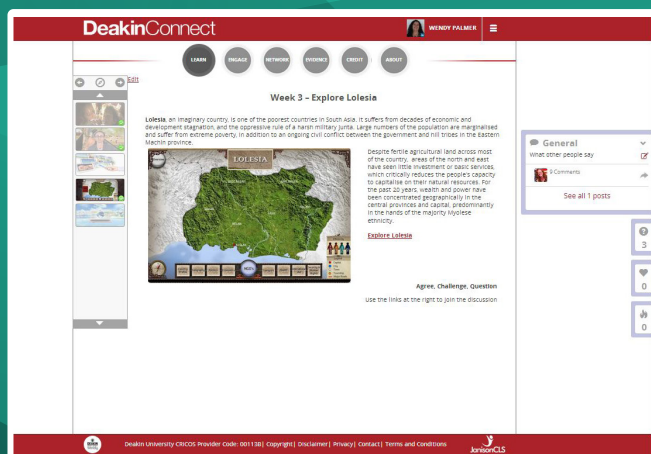 DeakinConnect
WENDY PALMER
LEARN ENGAGE NETWORK EVIDENCE CREDIT ABOUT
Edit
Week 3 – Explore Lolesia
Lolesia, an imaginary country, is one of the poorest countries in South Asia. It suffers from decades of economic and
development stagnation, and the oppressive rule of a harsh military junta. Large numbers of the population are marginalised
and suffer from extreme poverty, in addition to an ongoing civil conflict between the government and hill tribes in the Eastern
Machin province.
LOLESIA
Despite fertile agricultural land across most
of the country, areas of the north and east
have seen little investment or basic services,
which critically reduces the people's capacity
to capitalise on their natural resources. For
the past 20 years, wealth and power have
been concentrated geographically in the
central provinces and capital, predominantly
in the hands of the majority Myolese
ethnicity.
Explore Lolesia
Agree, Challenge, Question
Use the links at the right to join the discussion
General
What other people say
9 Comments
See all 1 posts
3
0
0
Deakin University CRICOS Provider Code: 00113B| Copyright| Disclaimer| Privacy| Contact| Terms and Conditions
JanisonCLS